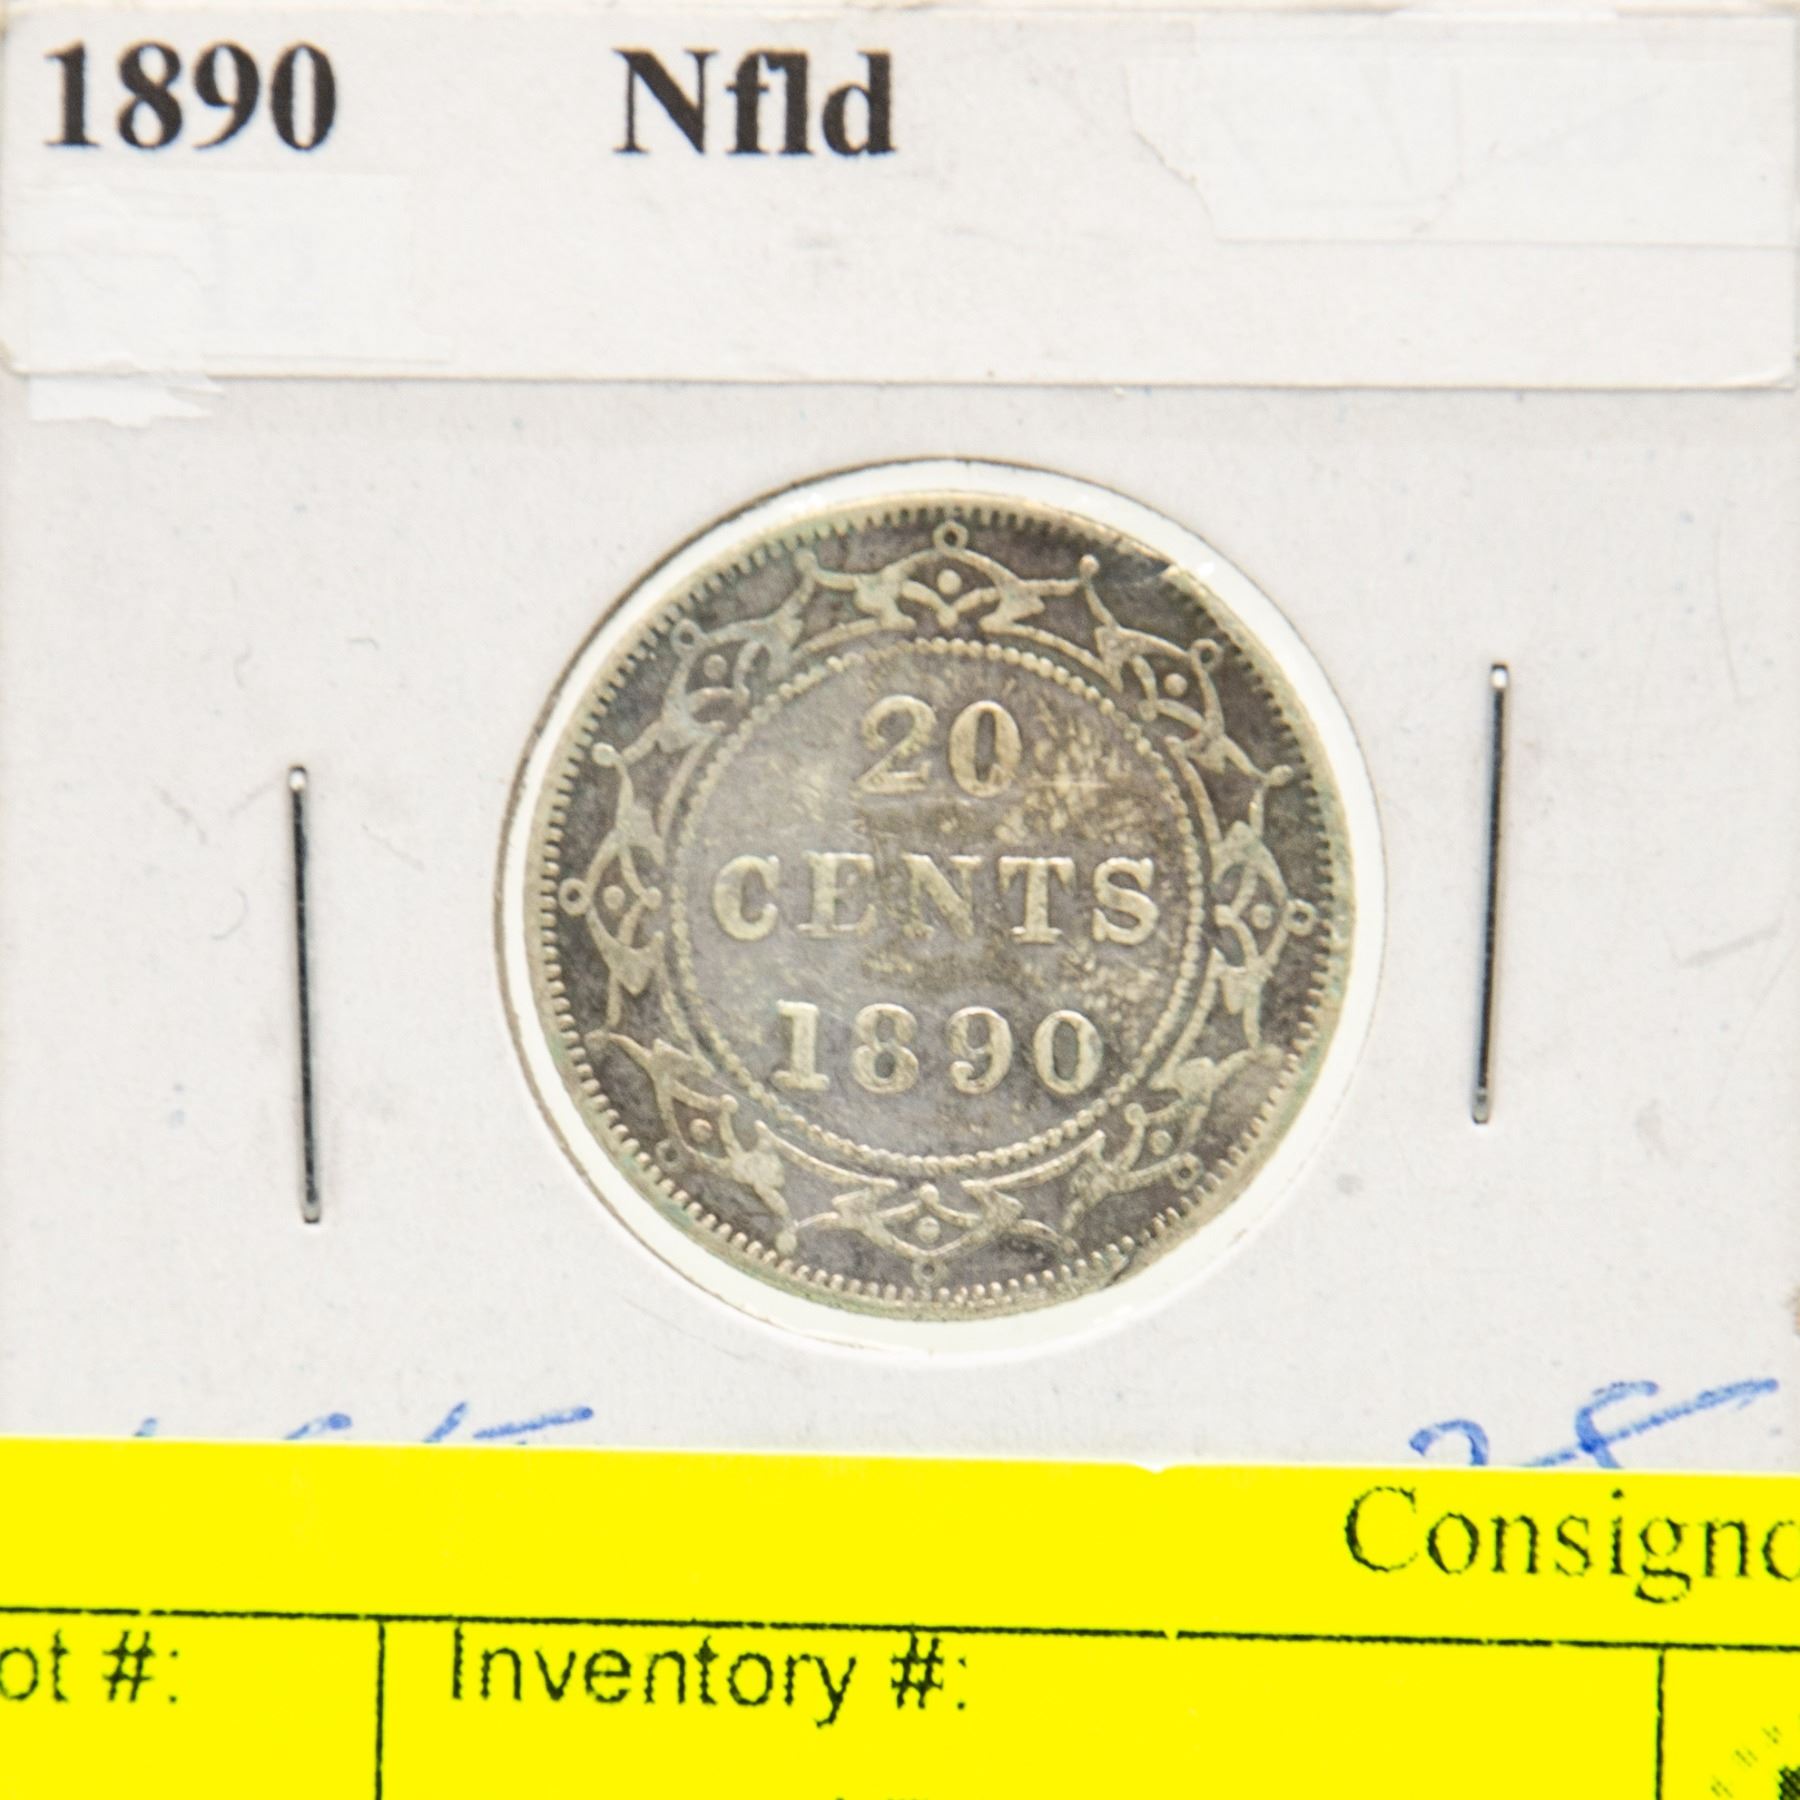 1890 Nfld
20
CENTS
1890
Consigno
ot #: Inventory #: